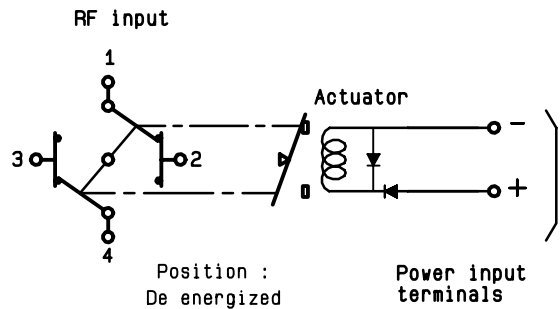 RF input
1
Actuator
-
3
2
+
4
Position :
De energized
Power input
terminals